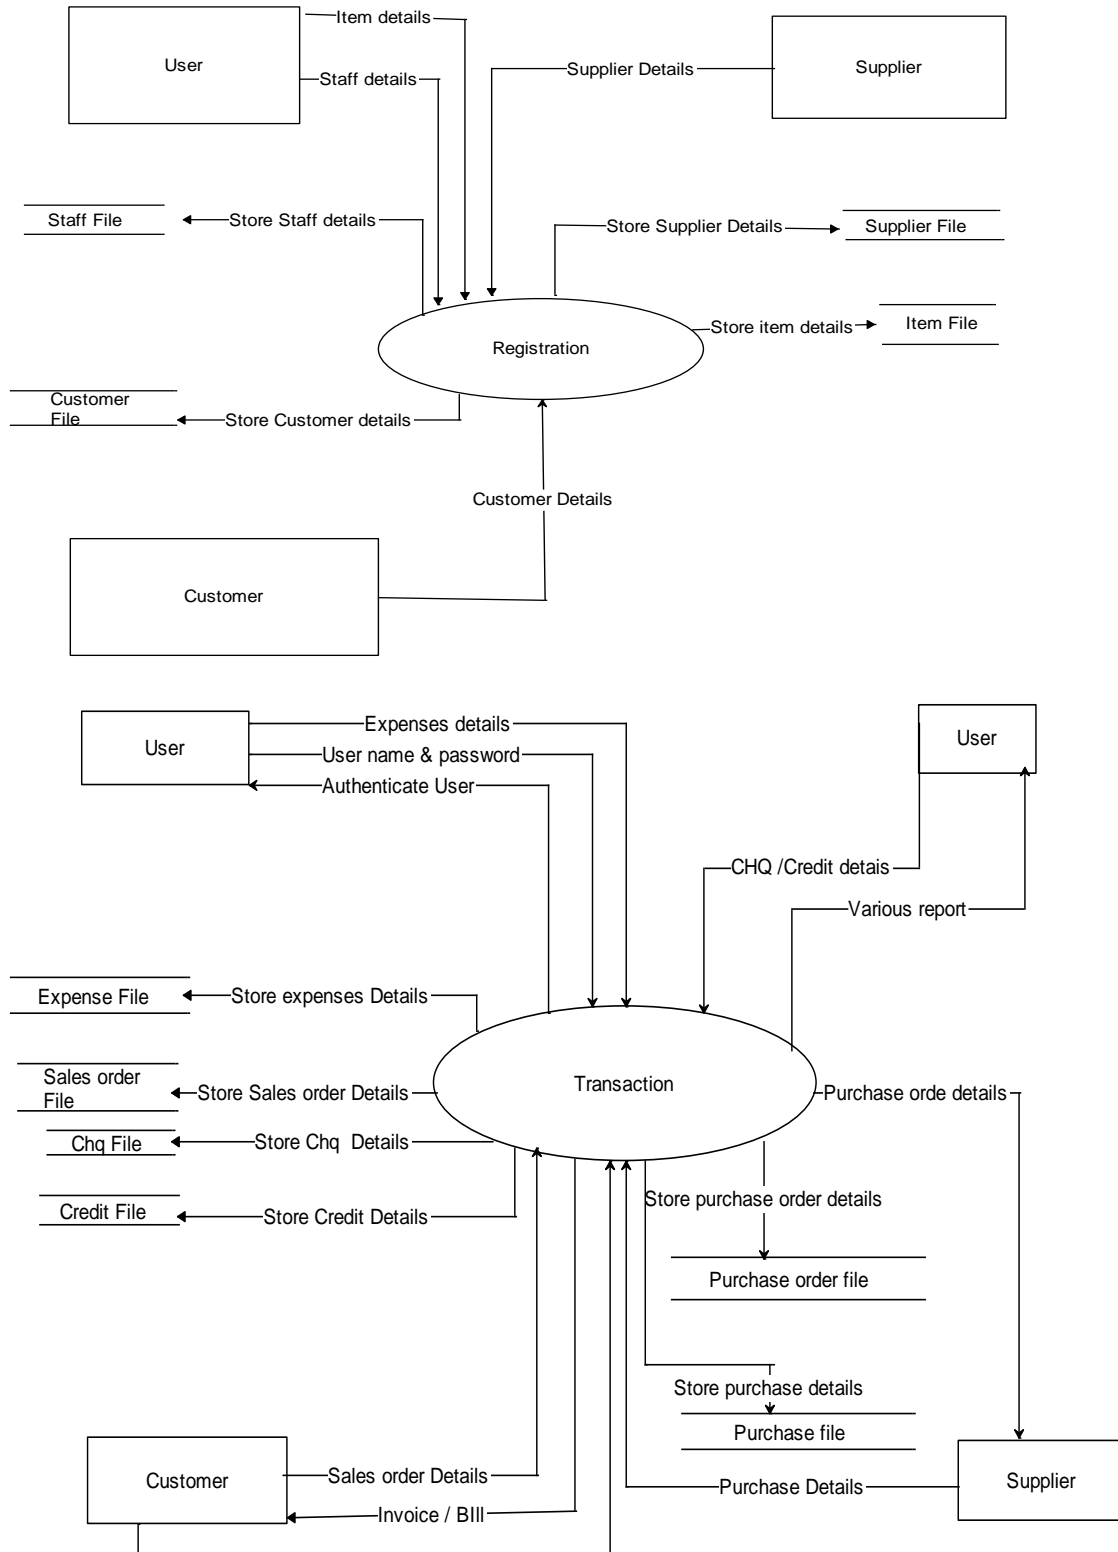 Item details
User
Supplier Details
Supplier
Staff details
Staff File
Store Staff details
Store Supplier Details
Supplier File
Store item details
Item File
Registration
Customer
File
Store Customer details
Customer Details
Customer
User
Expenses details
User name & password
Authenticate User
User
CHQ /Credit detais
Various report
Expense File
Store expenses Details
Sales order
File
Store Sales order Details
Transaction
Purchase orde details
Chq File
Store Chq Details
Credit File
Store Credit Details
Store purchase order details
Purchase order file
Store purchase details
Purchase file
Customer
Sales order Details
Invoice / BIll
Purchase Details
Supplier